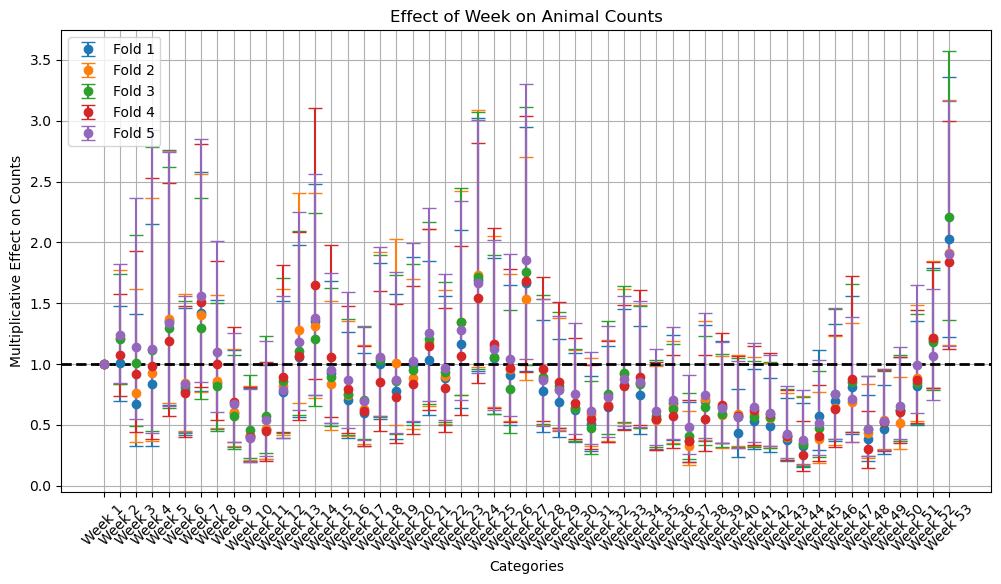 Effect of Week on Animal Counts
Multiplicative Effect on Counts
3.5
3.0
2.5
2.0
1.5
1.0
0.5
0.0
Fold 1
Fold 2
Fold 3
Fold 4
Fold 5
Week 1
Week 2
Week 3
Week 4
Week 5
Week 6
Week 7
Week 8
Week 9
Week 10
Week 11
Week 12
Week 13
Week 14
Week 15
Week 16
Week 17
Week 18
Week 19
Week 20
Week 21
Week 22
Week 23
Week 24
Week 25
Week 26
Week 27
Week 28
Week 29
Week 30
Week 31
Week 32
Week 33
Week 34
Week 35
Week 36
Week 37
Week 38
Week 39
Week 40
Week 41
Week 42
Week 43
Week 44
Week 45
Week 46
Week 47
Week 48
Week 49
Week 50
Week 51
Week 52
Week 53
Categories